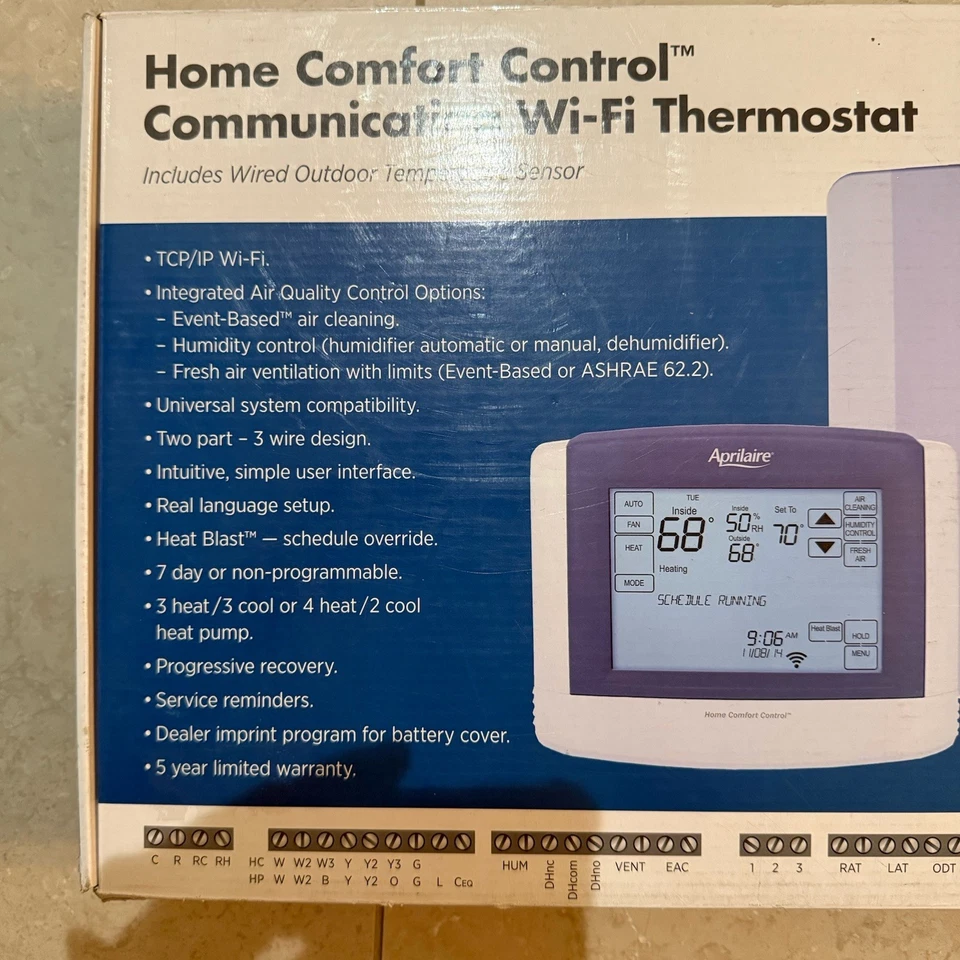 Home Comfort Control™
Wi-Fi Thermostat
Includes Wired Outdoor Sensor
• TCP/IP Wi-Fi.
• Integrated Air Quality Control Options:
– Event-Based™ air cleaning.
– Humidity control (humidifier automatic or manual, dehumidifier).
– Fresh air ventilation with limits (Event-Based or ASHRAE 62.2).
• Universal system compatibility.
• Two part – 3 wire design.
• Intuitive, simple user interface.
• Real language setup.
• Heat Blast™ — schedule override.
• 7 day or non-programmable.
• 3 heat/3 cool or 4 heat/2 cool
heat pump.
• Progressive recovery.
• Service reminders.
• Dealer imprint program for battery cover.
• 5 year limited warranty.
Aprilaire®
AUTO
FAN
HEAT
MODE
TUE
Inside
68°
Heating
Inside
50% RH
Outside
68°
Set To
70°
AIR
CLEANING
HUMIDITY
CONTROL
FRESH
AIR
SCHEDULE RUNNING
9:06 AM
11/08/14
Heat Blast
HOLD
MENU
Home Comfort Control™
C R RC RH
HC W W2 W3 Y Y2 Y3 G
HP W W2 B Y Y2 O G L CEQ
HUM DHnc DHcom DHno VENT EAC
1 2 3
RAT LAT ODT